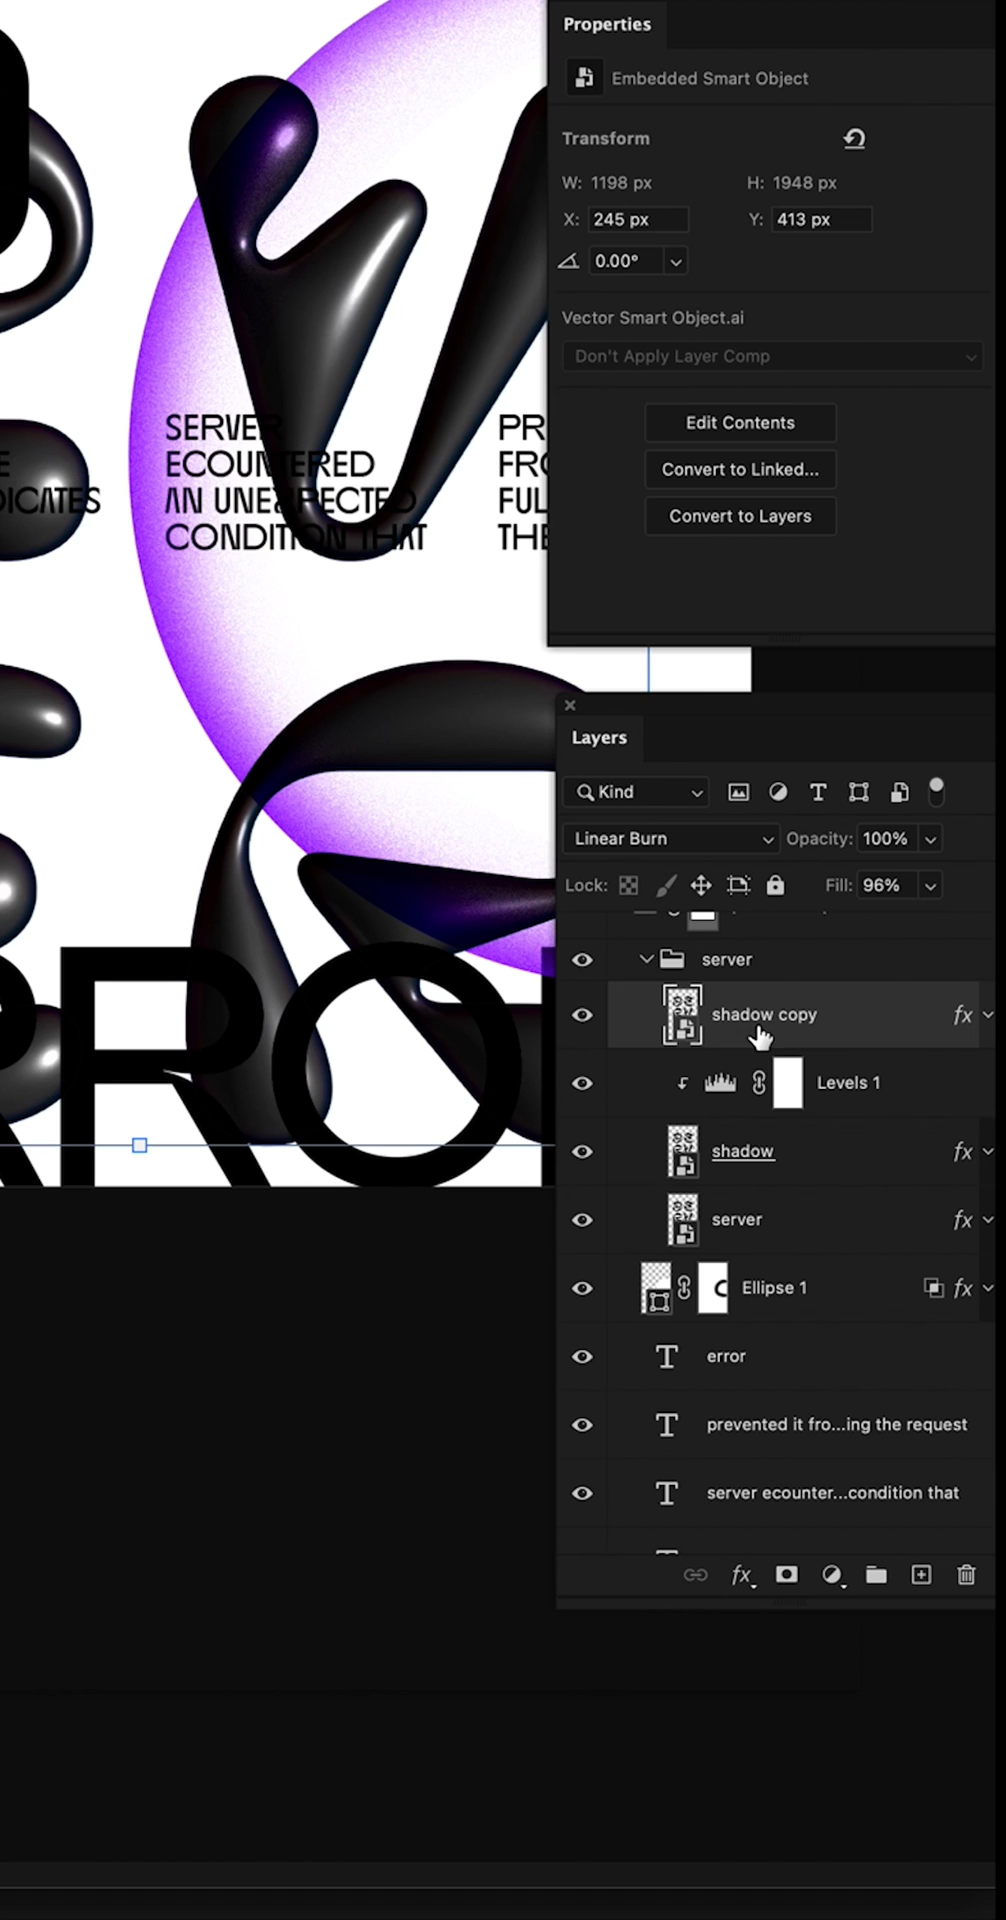 Properties
Embedded Smart Object
Transform
W: 1198 px H: 1948 px
X: 245 px Y: 413 px
0.00°
Vector Smart Object.ai
Don't Apply Layer Comp
Edit Contents
Convert to Linked...
Convert to Layers
SERVER
ECOUNTERED
AN UNEXPECTED
CONDITION THAT
PR
FRO
FUL
THE
E
DICATES
RO
Layers
Kind
Linear Burn Opacity: 100%
Lock: Fill: 96%
server
shadow copy fx
Levels 1
shadow fx
server fx
Ellipse 1 fx
T error
T prevented it fro...ing the request
T server ecounter...condition that
fx